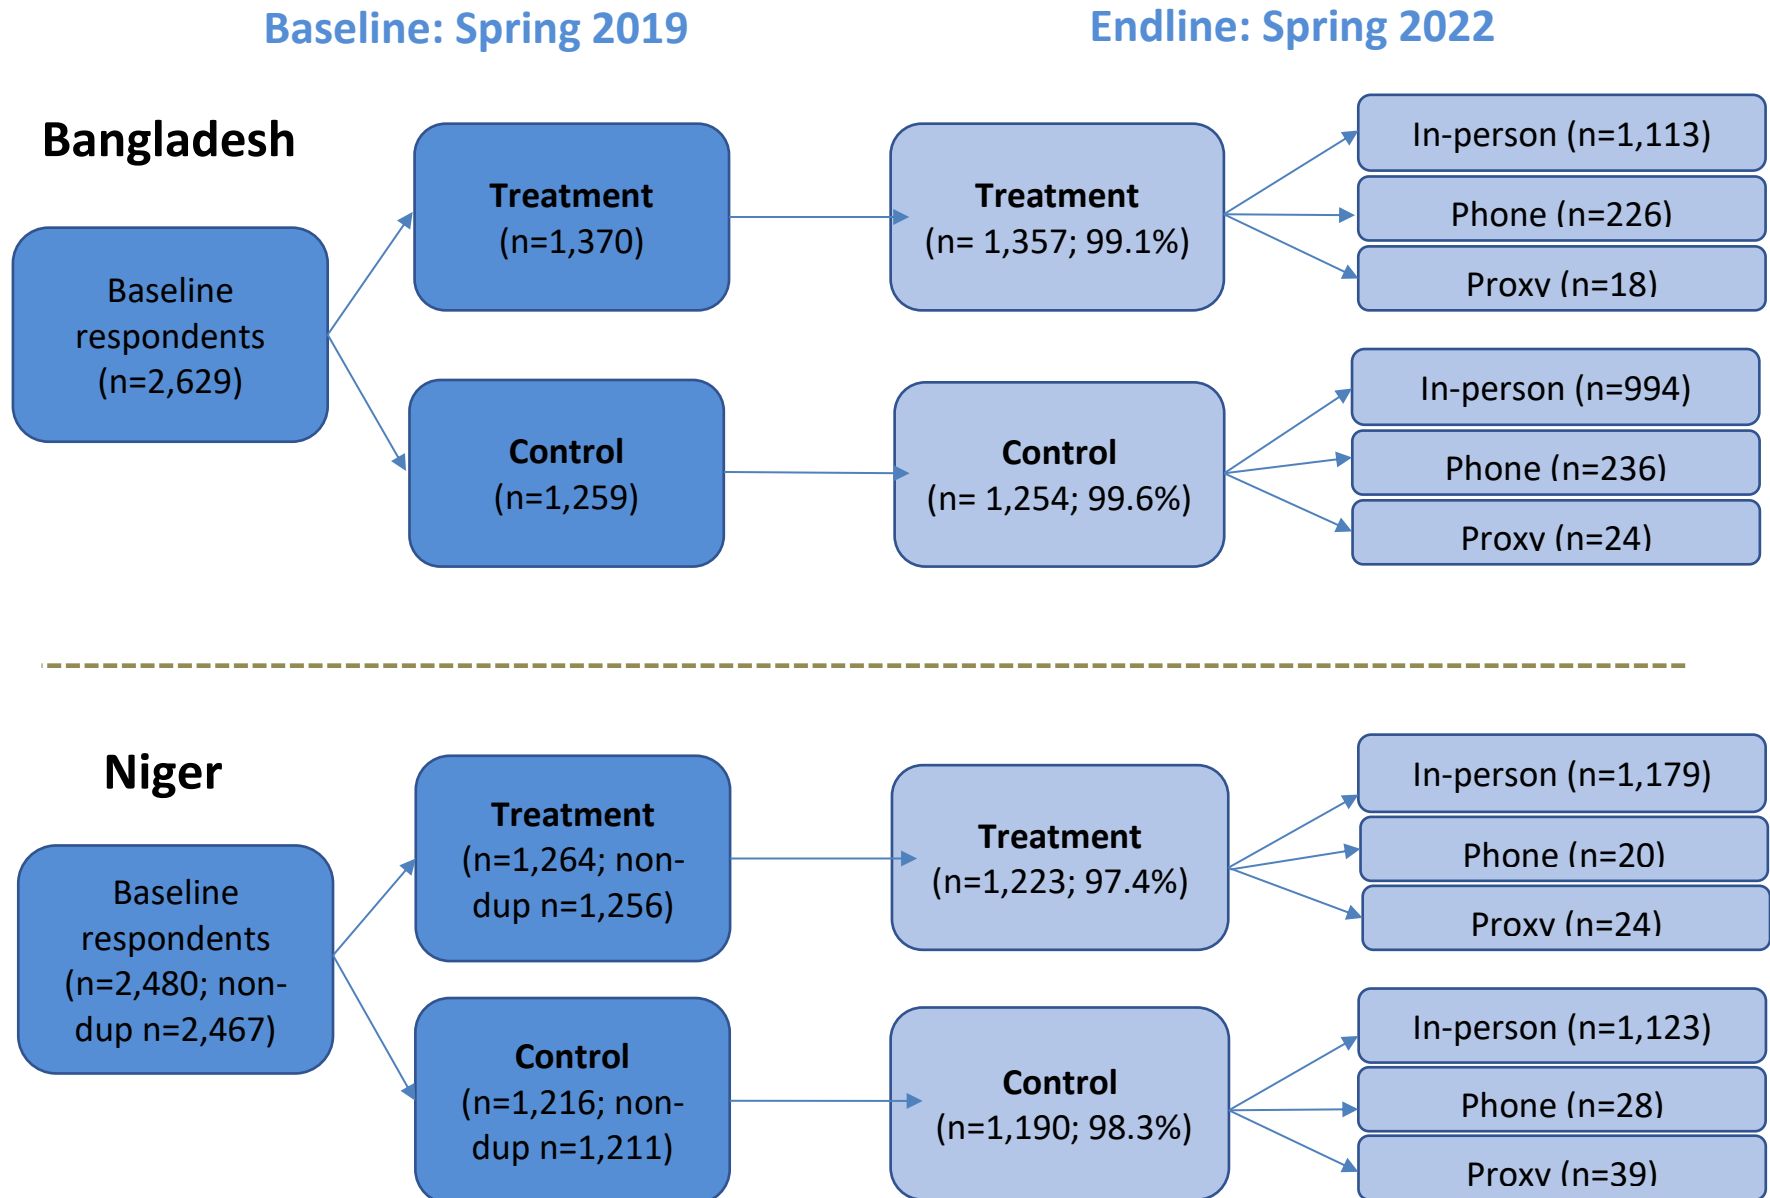 Baseline: Spring 2019
Endline: Spring 2022
Bangladesh
Baseline
respondents
(n=2,629)
Treatment
(n=1,370)
Control
(n=1,259)
Treatment
(n= 1,357; 99.1%)
Control
(n= 1,254; 99.6%)
In-person (n=1,113)
Phone (n=226)
Proxy (n=18)
In-person (n=994)
Phone (n=236)
Proxy (n=24)
Niger
Baseline
respondents
(n=2,480; non-
dup n=2,467)
Treatment
(n=1,264; non-
dup n=1,256)
Control
(n=1,216; non-
dup n=1,211)
Treatment
(n=1,223; 97.4%)
Control
(n=1,190; 98.3%)
In-person (n=1,179)
Phone (n=20)
Proxy (n=24)
In-person (n=1,123)
Phone (n=28)
Proxy (n=39)